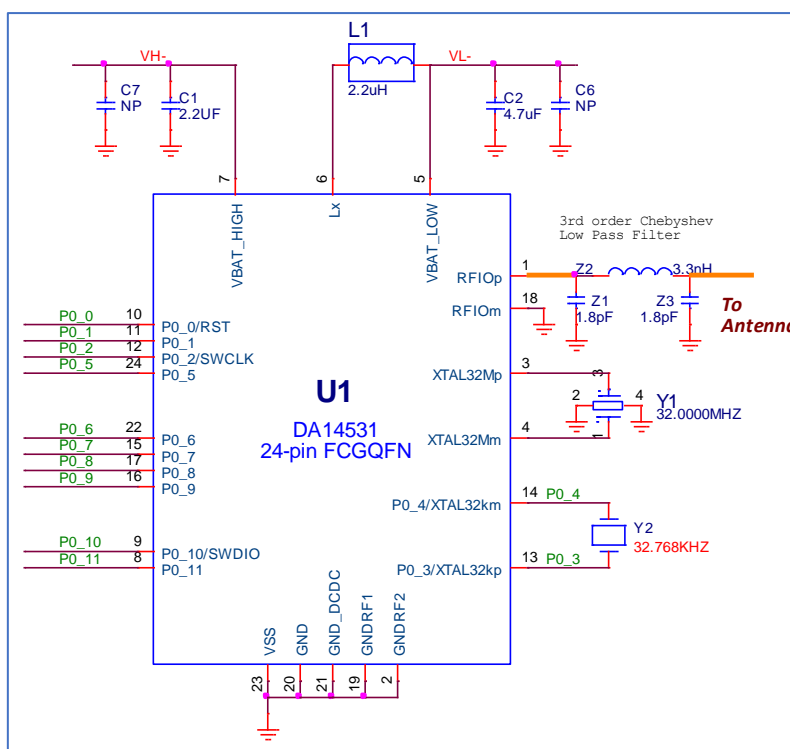 L1
VH-
VL-
2.2uH
C7
NP
C1
2.2UF
C2
4.7uF
C6
NP
7
6
5
VBAT_HIGH
Lx
VBAT_LOW
3rd order Chebyshev
Low Pass Filter
1
RFIOp
Z2
3.3nH
18
RFIOm
Z1
1.8pF
Z3
1.8pF
To
Antenna
P0_0
10
P0_0/RST
P0_1
11
P0_1
P0_2
12
P0_2/SWCLK
P0_5
24
P0_5
3
XTAL32Mp
3
2
4
Y1
32.0000MHZ
1
4
XTAL32Mm
U1
DA14531
24-pin FCGQFN
P0_6
22
P0_6
P0_7
15
P0_7
P0_8
17
P0_8
P0_9
16
P0_9
14
P0_4
P0_4/XTAL32km
Y2
32.768KHZ
13
P0_3
P0_3/XTAL32kp
P0_10
9
P0_10/SWDIO
P0_11
8
P0_11
VSS
GND
GND_DCDC
GNDRF1
GNDRF2
23
20
21
19
2